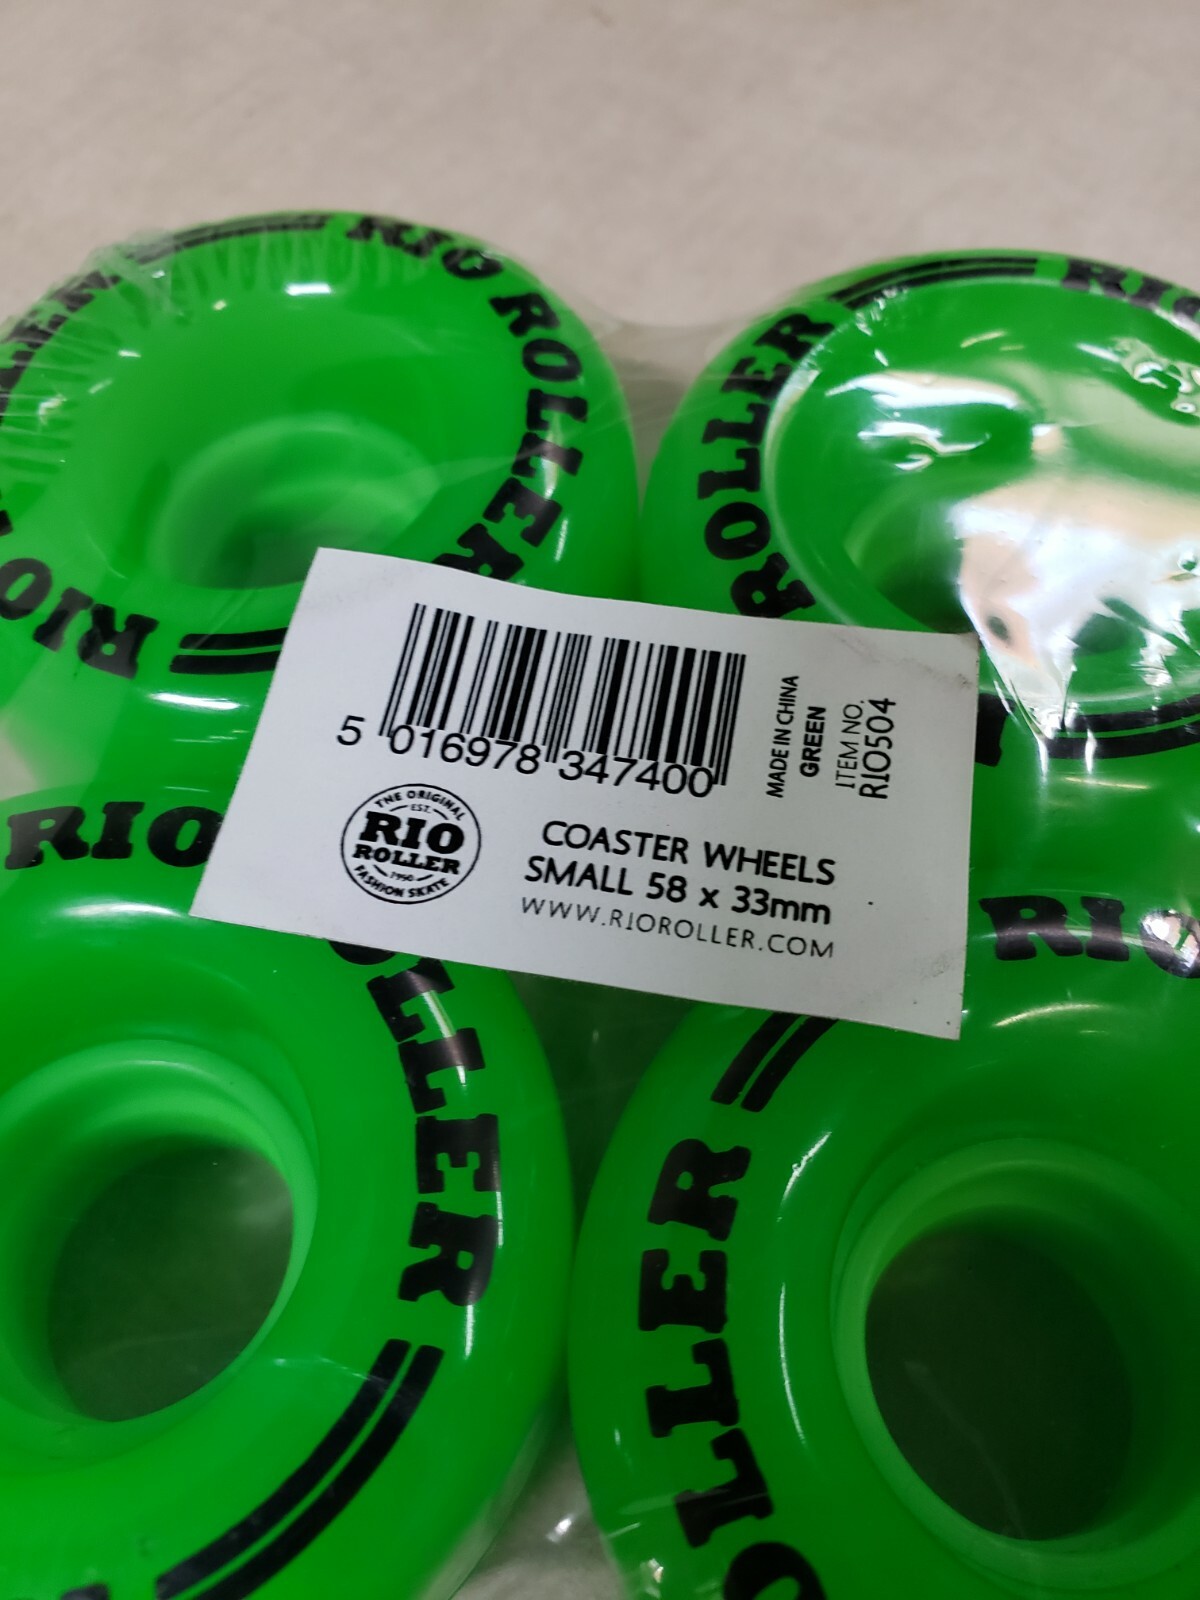 RIO ROLLER
ROLLER
RIO
5 016978 347400
MADE IN CHINA
GREEN
ITEM NO.
RIO504
THE ORIGINAL
EST.
RIO
ROLLER
1950
FASHION SKATE
COASTER WHEELS
SMALL 58 x 33mm
WWW.RIOROLLER.COM
RIO
ROLLER
RIO
ROLLER